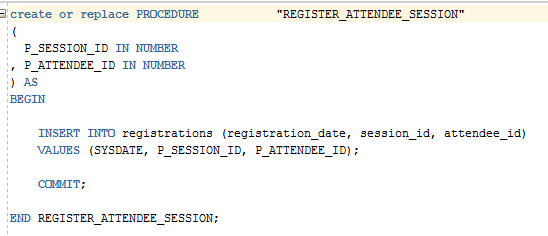 create or replace PROCEDURE "REGISTER_ATTENDEE_SESSION"
(
P_SESSION_ID IN NUMBER
, P_ATTENDEE_ID IN NUMBER
) AS
BEGIN
INSERT INTO registrations (registration_date, session_id, attendee_id)
VALUES (SYSDATE, P_SESSION_ID, P_ATTENDEE_ID);
COMMIT;
END REGISTER_ATTENDEE_SESSION;